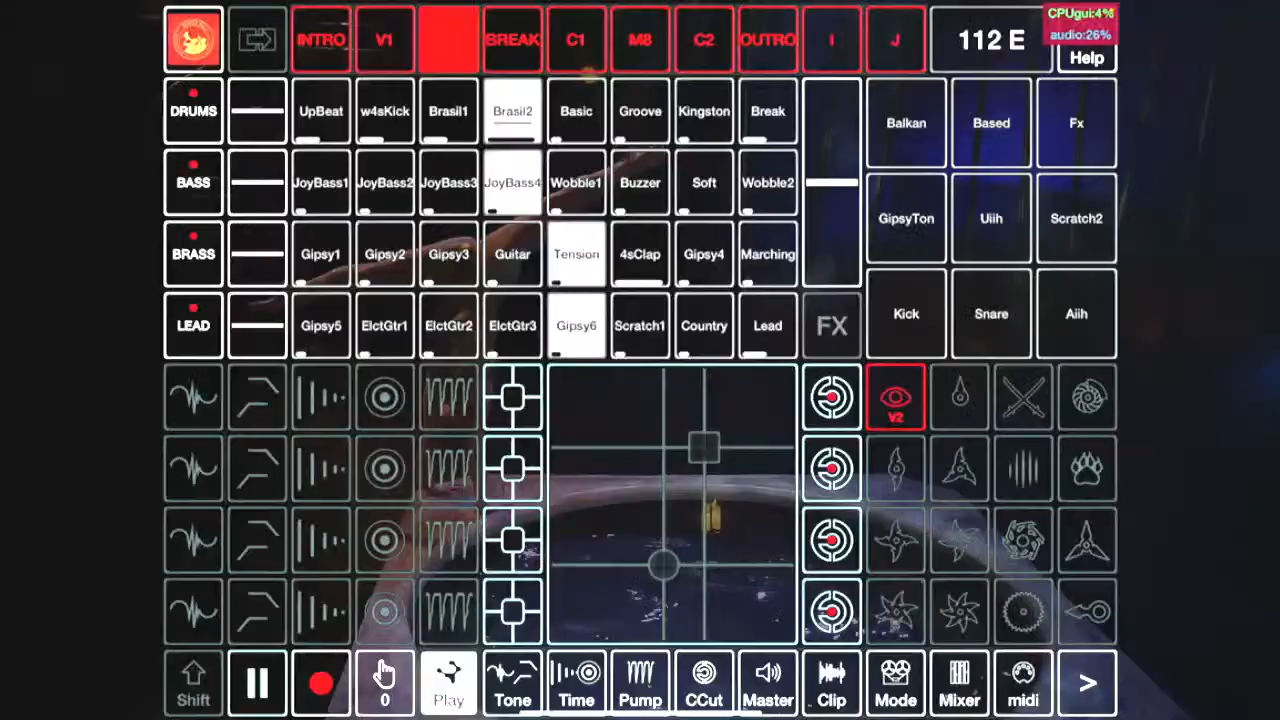 INTRO V1 BREAK C1 M8 C2 OUTRO I J 112 E
CPUgui:4%
audio:26%
Help
DRUMS UpBeat w4sKick Brasil1 Brasil2 Basic Groove Kingston Break
Balkan Based Fx
BASS JoyBass1 JoyBass2 JoyBass3 JoyBass4 Wobble1 Buzzer Soft Wobble2
GipsyTon Uiih Scratch2
BRASS Gipsy1 Gipsy2 Gipsy3 Guitar Tension 4sClap Gipsy4 Marching
Kick Snare Aiih
LEAD Gipsy5 ElctGtr1 ElctGtr2 ElctGtr3 Gipsy6 Scratch1 Country Lead FX
V2
Shift 0 Play Tone Time Pump CCut Master Clip Mode Mixer midi >